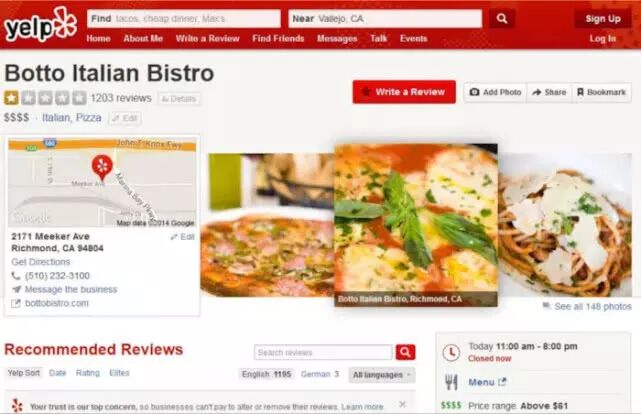 yelp
Find tacos, cheap dinner, Max's
Near Vallejo, CA
Sign Up
Home About Me Write a Review Find Friends Messages Talk Events
Log In
Botto Italian Bistro
1203 reviews Details
$$$$ · Italian, Pizza Edit
Write a Review
Add Photo Share Bookmark
John T. Knox Fwy
Meeker Ave
Marina Bay Pkwy
Google
Map data ©2014 Google
2171 Meeker Ave Edit
Richmond, CA 94804
Get Directions
(510) 232-3100
Message the business
bottobistro.com
Botto Italian Bistro, Richmond, CA
See all 148 photos
Recommended Reviews
Search reviews
Yelp Sort Date Rating Elites
English 1195 German 3 All languages
Your trust is our top concern, so businesses can't pay to alter or remove their reviews. Learn more. ×
Today 11:00 am - 8:00 pm
Closed now
Menu
$$$$ Price range Above $61